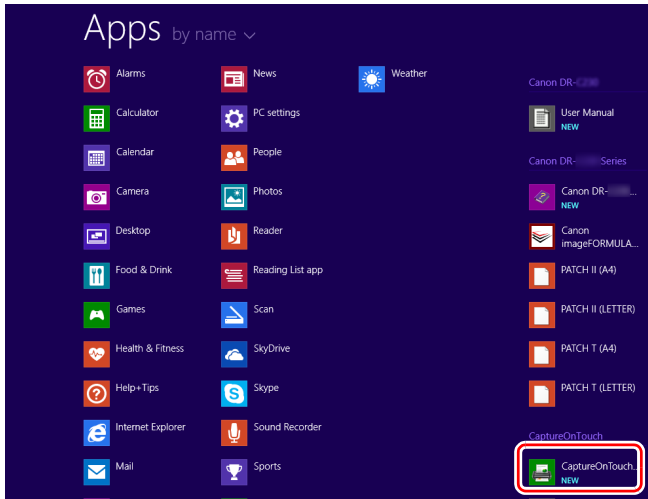 Apps by name
Alarms
Calculator
Calendar
Camera
Desktop
Food & Drink
Games
Health & Fitness
Help+Tips
Internet Explorer
Mail
News
PC settings
People
Photos
Reader
Reading List app
Scan
SkyDrive
Skype
Sound Recorder
Sports
Weather
Canon DR-
User Manual
NEW
Canon DR- Series
Canon DR- ...
NEW
Canon
imageFORMULA...
PATCH II (A4)
PATCH II (LETTER)
PATCH T (A4)
PATCH T (LETTER)
CaptureOnTouch
CaptureOnTouch...
NEW